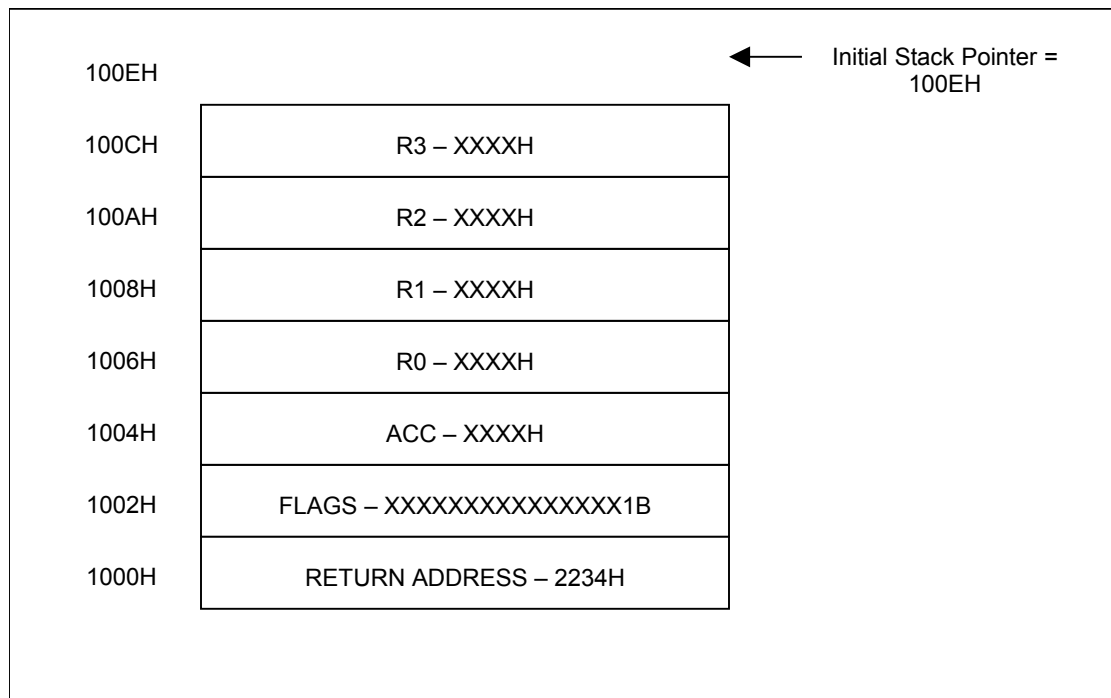 Initial Stack Pointer =
100EH
100EH
100CH
R3 – XXXXH
100AH
R2 – XXXXH
1008H
R1 – XXXXH
1006H
R0 – XXXXH
1004H
ACC – XXXXH
1002H
FLAGS – XXXXXXXXXXXXXXX1B
1000H
RETURN ADDRESS – 2234H